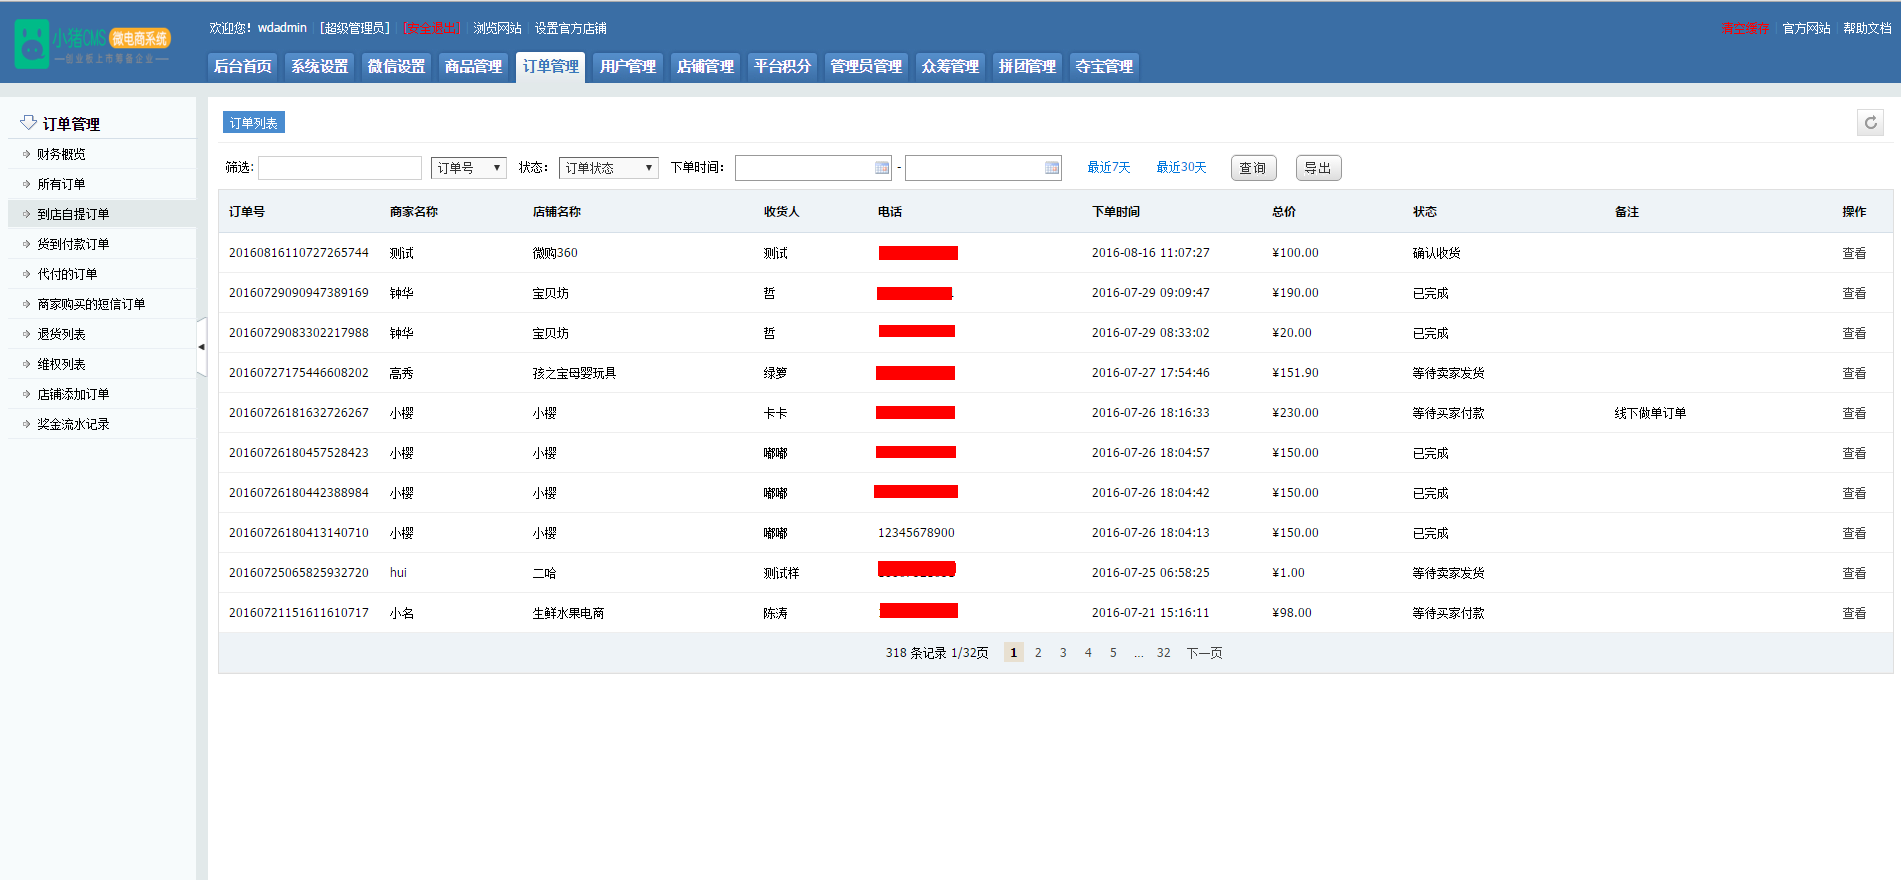 小猪CMS 微电商系统
—创业板上市筹备企业—
欢迎您！wdadmin [超级管理员] [安全退出] 浏览网站 设置官方店铺
清空缓存 官方网站 帮助文档
后台首页 系统设置 微信设置 商品管理 订单管理 用户管理 店铺管理 平台积分 管理员管理 众筹管理 拼团管理 夺宝管理
订单管理
财务概览
所有订单
到店自提订单
货到付款订单
代付的订单
商家购买的短信订单
退货列表
维权列表
店铺添加订单
奖金流水记录
订单列表
筛选: 订单号 ▼ 状态： 订单状态 ▼ 下单时间： - 最近7天 最近30天 查询 导出
订单号 商家名称 店铺名称 收货人 电话 下单时间 总价 状态 备注 操作
20160816110727265744 测试 微购360 测试 2016-08-16 11:07:27 ¥100.00 确认收货 查看
20160729090947389169 钟华 宝贝坊 哲 2016-07-29 09:09:47 ¥190.00 已完成 查看
20160729083302217988 钟华 宝贝坊 哲 2016-07-29 08:33:02 ¥20.00 已完成 查看
20160727175446608202 高秀 孩之宝母婴玩具 绿萝 2016-07-27 17:54:46 ¥151.90 等待卖家发货 查看
20160726181632726267 小樱 小樱 卡卡 2016-07-26 18:16:33 ¥230.00 等待买家付款 线下做单订单 查看
20160726180457528423 小樱 小樱 嘟嘟 2016-07-26 18:04:57 ¥150.00 已完成 查看
20160726180442388984 小樱 小樱 嘟嘟 2016-07-26 18:04:42 ¥150.00 已完成 查看
20160726180413140710 小樱 小樱 嘟嘟 12345678900 2016-07-26 18:04:13 ¥150.00 已完成 查看
20160725065825932720 hui 二哈 测试样 2016-07-25 06:58:25 ¥1.00 等待卖家发货 查看
20160721151611610717 小名 生鲜水果电商 陈涛 2016-07-21 15:16:11 ¥98.00 等待买家付款 查看
318 条记录 1/32页 1 2 3 4 5 ... 32 下一页